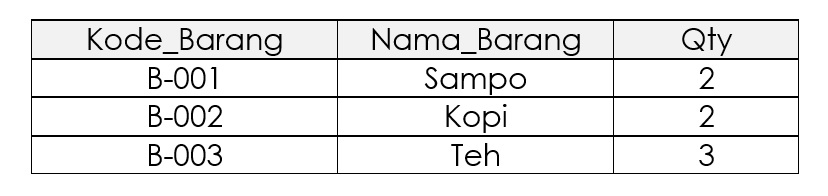 Kode_Barang Nama_Barang Qty
B-001 Sampo 2
B-002 Kopi 2
B-003 Teh 3